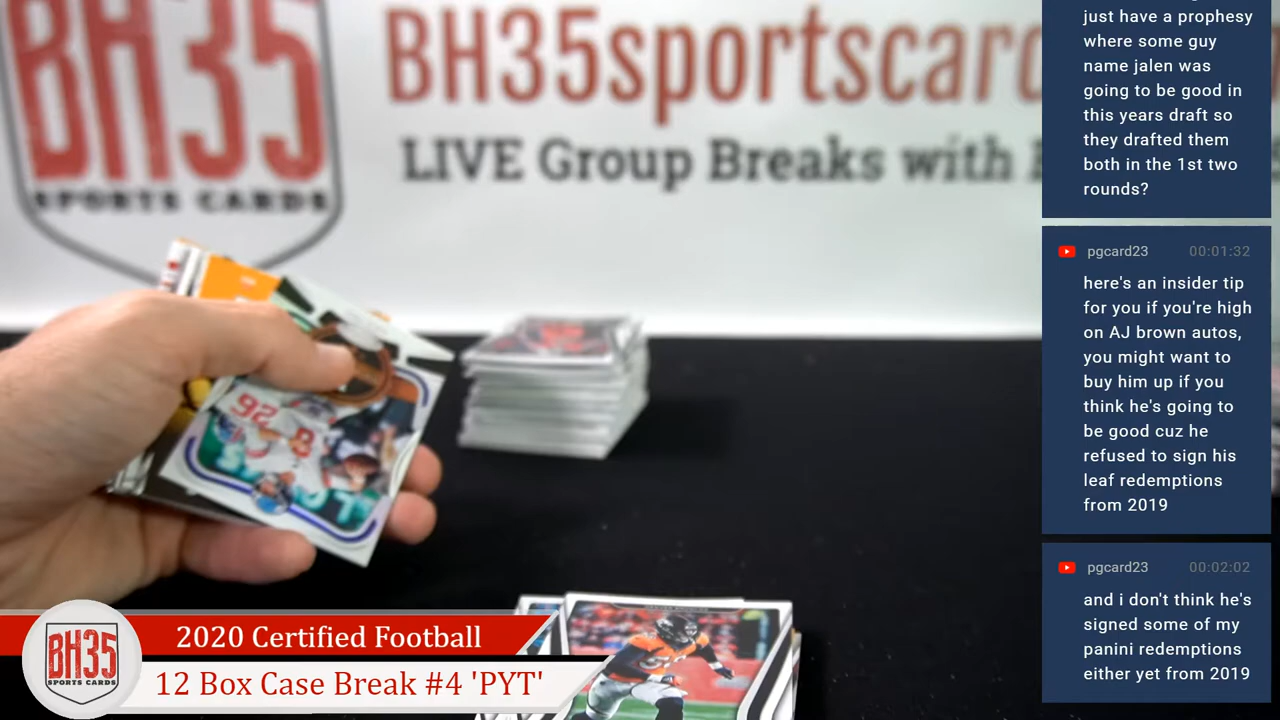 BH35
SPORTS CARDS
BH35sportscard
LIVE Group Breaks with
just have a prophesy
where some guy
name jalen was
going to be good in
this years draft so
they drafted them
both in the 1st two
rounds?
pgcard23 00:01:32
here's an insider tip
for you if you're high
on AJ brown autos,
you might want to
buy him up if you
think he's going to
be good cuz he
refused to sign his
leaf redemptions
from 2019
pgcard23 00:02:02
and i don't think he's
signed some of my
panini redemptions
either yet from 2019
92
8
BH35
SPORTS CARDS
2020 Certified Football
12 Box Case Break #4 'PYT'